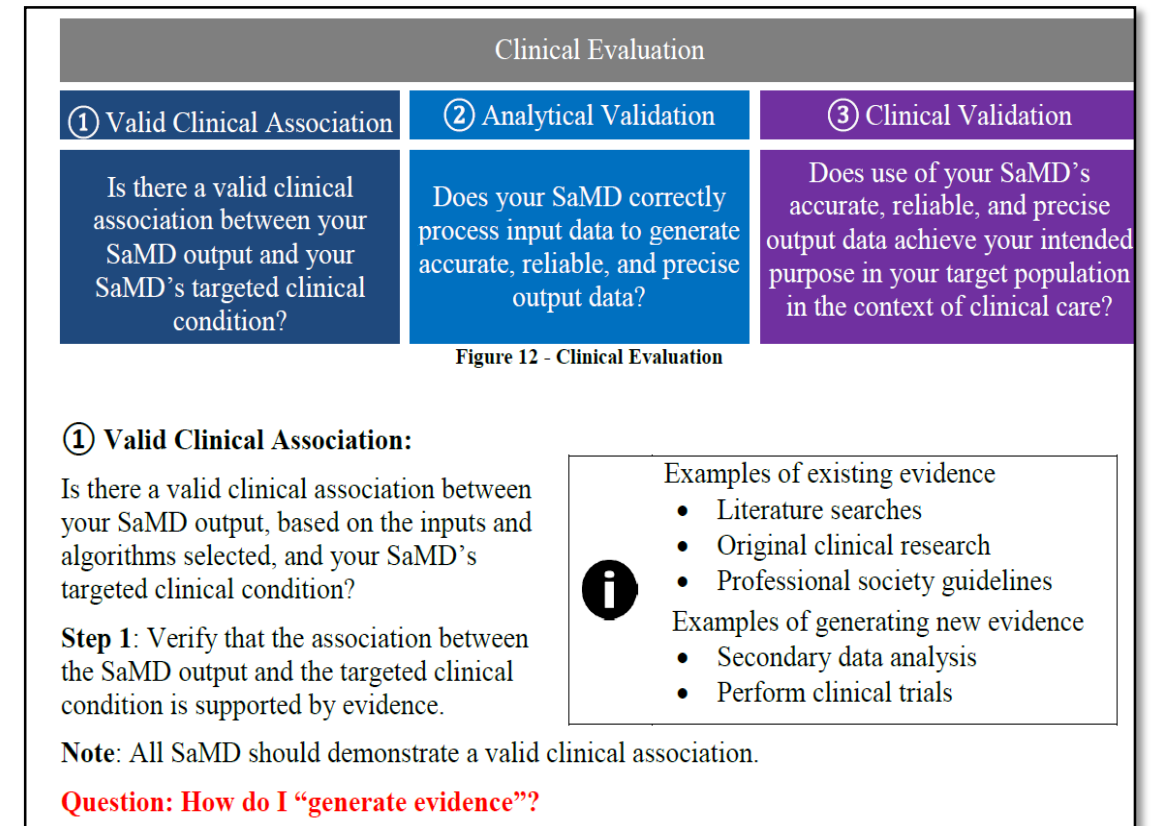 Clinical Evaluation
① Valid Clinical Association
② Analytical Validation
③ Clinical Validation
Is there a valid clinical
association between your
SaMD output and your
SaMD’s targeted clinical
condition?
Does your SaMD correctly
process input data to generate
accurate, reliable, and precise
output data?
Does use of your SaMD’s
accurate, reliable, and precise
output data achieve your intended
purpose in your target population
in the context of clinical care?
Figure 12 - Clinical Evaluation
① Valid Clinical Association:
Is there a valid clinical association between
your SaMD output, based on the inputs and
algorithms selected, and your SaMD’s
targeted clinical condition?
Step 1: Verify that the association between
the SaMD output and the targeted clinical
condition is supported by evidence.
Examples of existing evidence
• Literature searches
• Original clinical research
• Professional society guidelines
Examples of generating new evidence
• Secondary data analysis
• Perform clinical trials
Note: All SaMD should demonstrate a valid clinical association.
Question: How do I “generate evidence”?